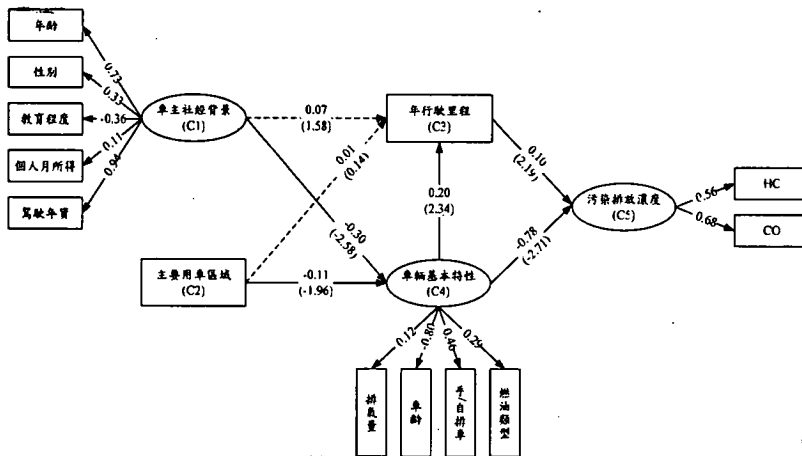 年齡
性別
教育程度
個人月所得
駕駛年資
0.73
0.33
-0.36
0.11
0.94
車主社經背景
(C1)
0.07
(1.58)
0.01
(0.14)
-0.30
(-2.58)
年行駛里程
(C3)
0.20
(2.34)
0.10
(2.19)
主要用車區域
(C2)
-0.11
(-1.96)
車輛基本特性
(C4)
-0.78
(-2.71)
污染排放濃度
(C5)
0.56
0.68
HC
CO
0.12
-0.80
0.46
0.29
排氣量
車齡
手/自排車
燃油類型